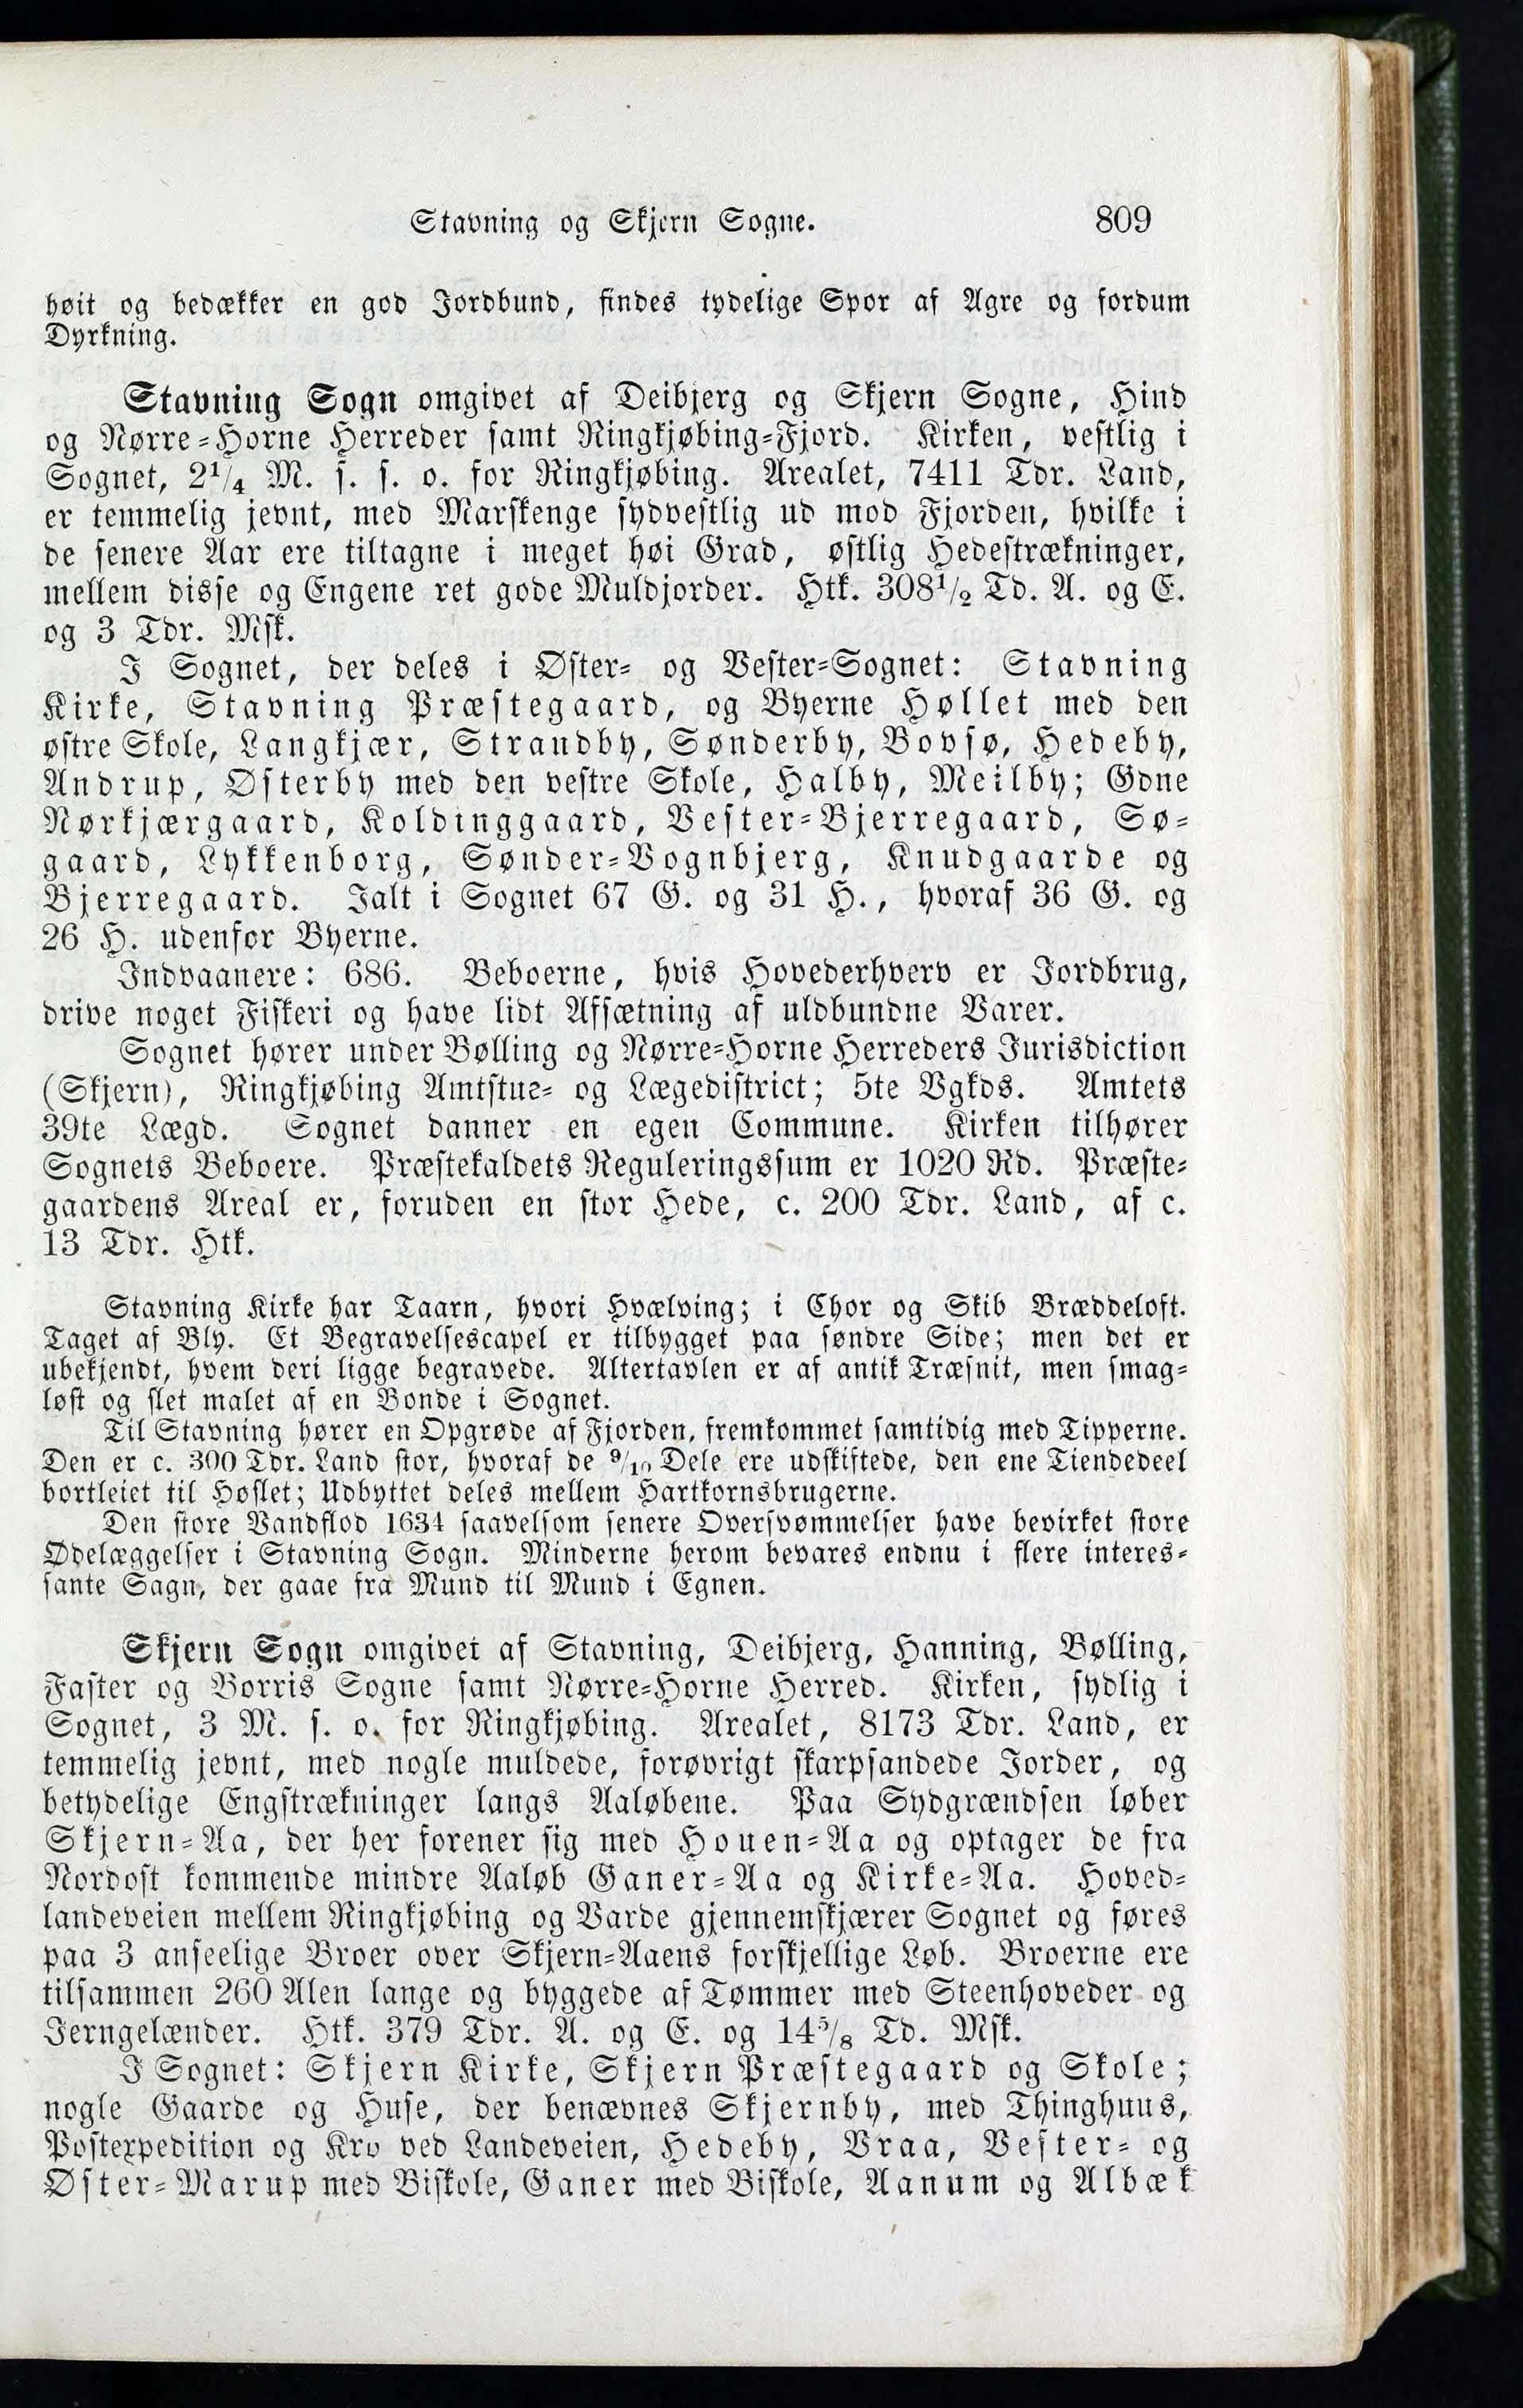 Stavning og Skjern Sogne. 809
høit og bedækker en god Jordbund, findes tydelige Spor af Agre og fordum
Dyrkning.
Stavning Sogn omgivet af Deibjerg og Skjern Sogne, Hind
og Nørre-Horne Herreder samt Ringkjøbing-Fjord. Kirken, vestlig i
Sognet, 2¹/₄ M. s. s. o. for Ringkjøbing. Arealet, 7411 Tdr. Land,
er temmelig jevnt, med Marskenge sydvestlig ud mod Fjorden, hvilke i
de senere Aar ere tiltagne i meget høi Grad, østlig Hedestrækninger,
mellem disse og Engene ret gode Muldjorder. Htk. 308¹/₂ Td. A. og E.
og 3 Tdr. Msk.
I Sognet, der deles i Øster- og Vester-Sognet: Stavning
Kirke, Stavning Præstegaard, og Byerne Høllet med den
østre Skole, Langkjær, Strandby, Sønderby, Bovsø, Hedeby,
Andrup, Østerby med den vestre Skole, Halby, Meilby; Gdne
Nørkjærgaard, Koldinggaard, Vester-Bjerregaard, Sø-
gaard, Lykkenborg, Sønder-Vognbjerg, Knudgaarde og
Bjerregaard. Ialt i Sognet 67 G. og 31 H., hvoraf 36 G. og
26 H. udenfor Byerne.
Indvaanere: 686. Beboerne, hvis Hovederhverv er Jordbrug,
drive noget Fiskeri og have lidt Afsætning af uldbundne Varer.
Sognet hører under Bølling og Nørre-Horne Herreders Jurisdiction
(Skjern), Ringkjøbing Amtstue- og Lægedistrict; 5te Vgkds. Amtets
39te Lægd. Sognet danner en egen Commune. Kirken tilhører
Sognets Beboere. Præstekaldets Reguleringssum er 1020 Rd. Præste-
gaardens Areal er, foruden en stor Hede, c. 200 Tdr. Land, af c.
13 Tdr. Htk.
Stavning Kirke har Taarn, hvori Hvælving; i Chor og Skib Bræddeloft.
Taget af Bly. Et Begravelsescapel er tilbygget paa søndre Side; men det er
ubekjendt, hvem deri ligge begravede. Altertavlen er af antik Træsnit, men smag-
løst og slet malet af en Bonde i Sognet.
Til Stavning hører en Opgrøde af Fjorden, fremkommet samtidig med Tipperne.
Den er c. 300 Tdr. Land stor, hvoraf de ⁹/₁₀ Dele ere udskiftede, den ene Tiendedeel
bortleiet til Høslet; Udbyttet deles mellem Hartkornsbrugerne.
Den store Vandflod 1634 saavelsom senere Oversvømmelser have bevirket store
Ødelæggelser i Stavning Sogn. Minderne herom bevares endnu i flere interes-
sante Sagn, der gaae fra Mund til Mund i Egnen.
Skjern Sogn omgivet af Stavning, Deibjerg, Hanning, Bølling,
Faster og Borris Sogne samt Nørre-Horne Herred. Kirken, sydlig i
Sognet, 3 M. s. o. for Ringkjøbing. Arealet, 8173 Tdr. Land, er
temmelig jevnt, med nogle muldede, forøvrigt skarpsandede Jorder, og
betydelige Engstrækninger langs Aaløbene. Paa Sydgrændsen løber
Skjern-Aa, der her forener sig med Houen-Aa og optager de fra
Nordost kommende mindre Aaløb Ganer-Aa og Kirke-Aa. Hoved-
landeveien mellem Ringkjøbing og Varde gjennemskjærer Sognet og føres
paa 3 anseelige Broer over Skjern-Aaens forskjellige Løb. Broerne ere
tilsammen 260 Alen lange og byggede af Tømmer med Steenhoveder og
Jerngelænder. Htk. 379 Tdr. A. og E. og 14⁵/₈ Td. Msk.
I Sognet: Skjern Kirke, Skjern Præstegaard og Skole;
nogle Gaarde og Huse, der benævnes Skjernby, med Thinghuus,
Postexpedition og Kro ved Landeveien, Hedeby, Vraa, Vester- og
Øster-Marup med Biskole, Ganer med Biskole, Aanum og Albæk